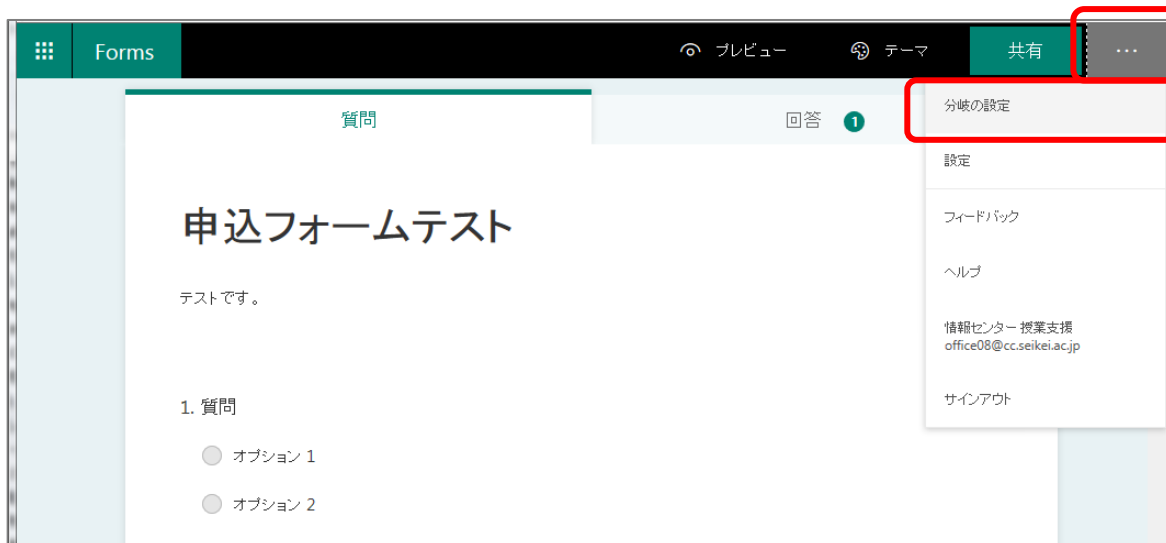 Forms
プレビュー
テーマ
共有
...
質問
回答 1
分岐の設定
設定
フィードバック
ヘルプ
情報センター 授業支援
office08@cc.seikei.ac.jp
サインアウト
申込フォームテスト
テストです。
1. 質問
オプション 1
オプション 2